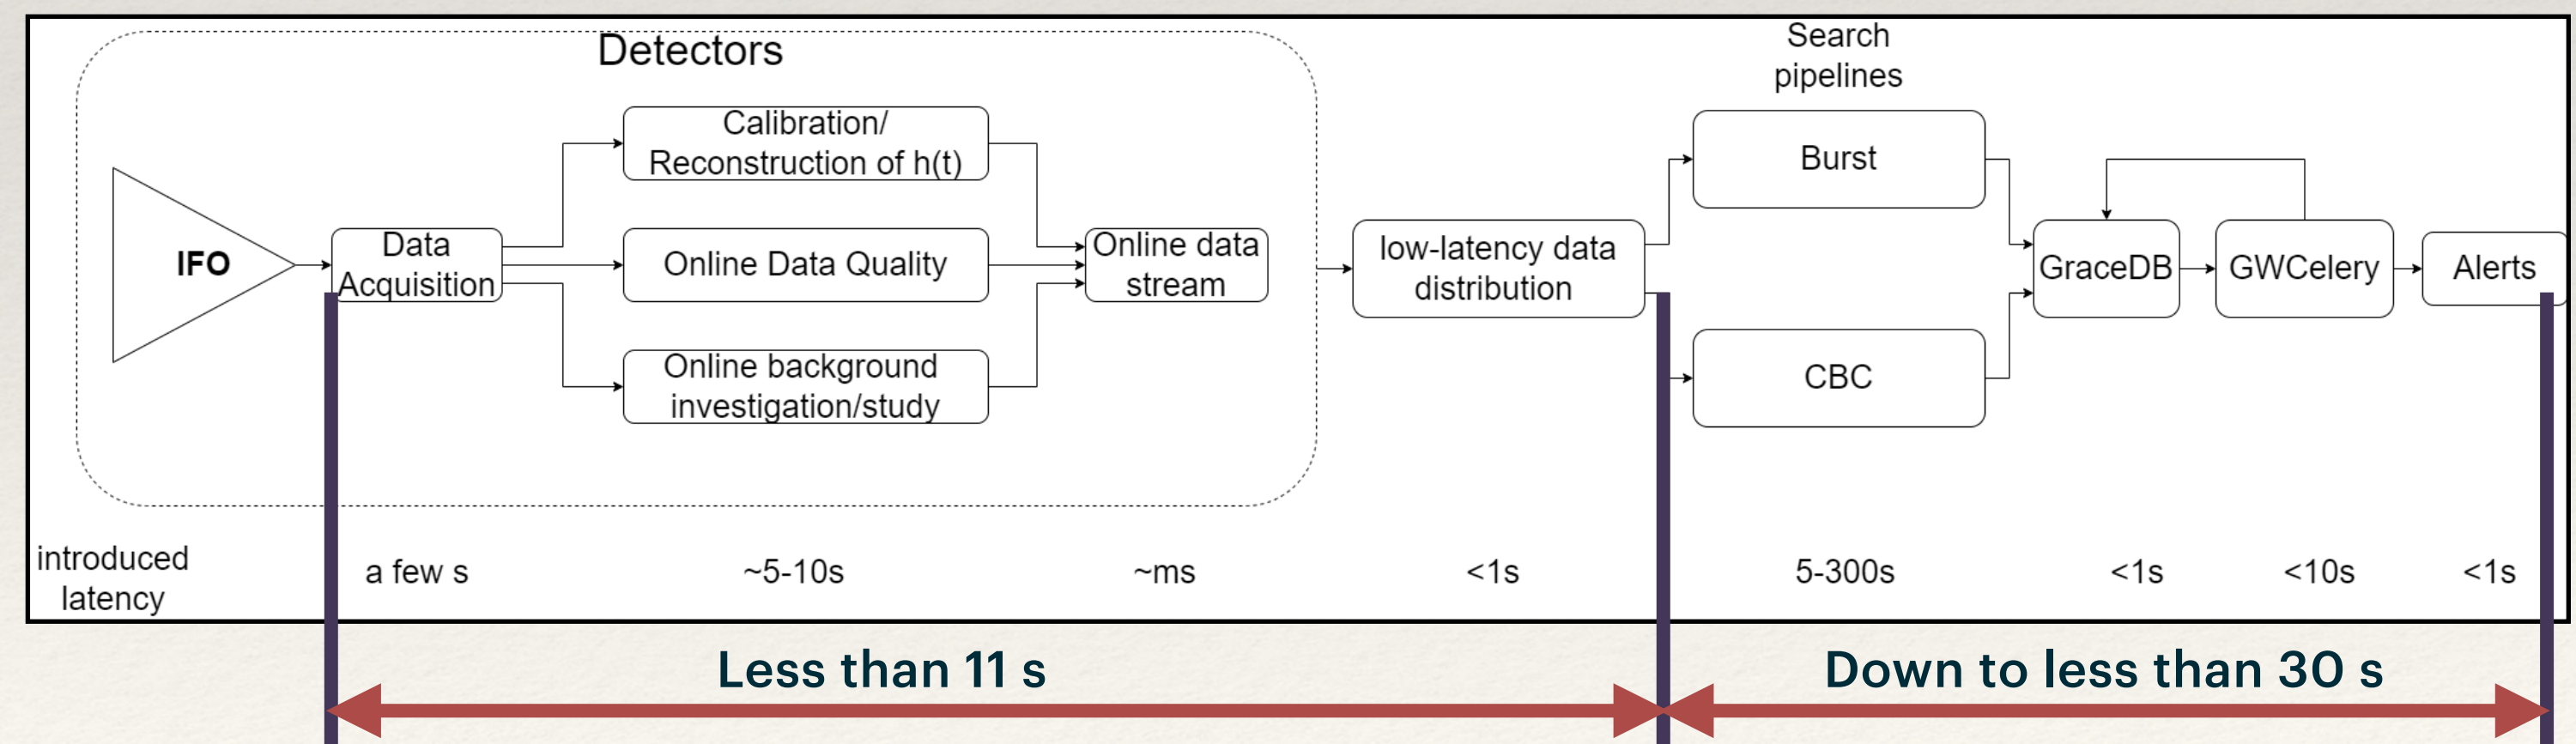 Detectors
Search
pipelines
IFO
Data
Acquisition
Calibration/
Reconstruction of h(t)
Online Data Quality
Online background
investigation/study
Online data
stream
low-latency data
distribution
Burst
CBC
GraceDB
GWCelery
Alerts
introduced
latency
a few s
~5-10s
~ms
<1s
5-300s
<1s
<10s
<1s
Less than 11 s
Down to less than 30 s